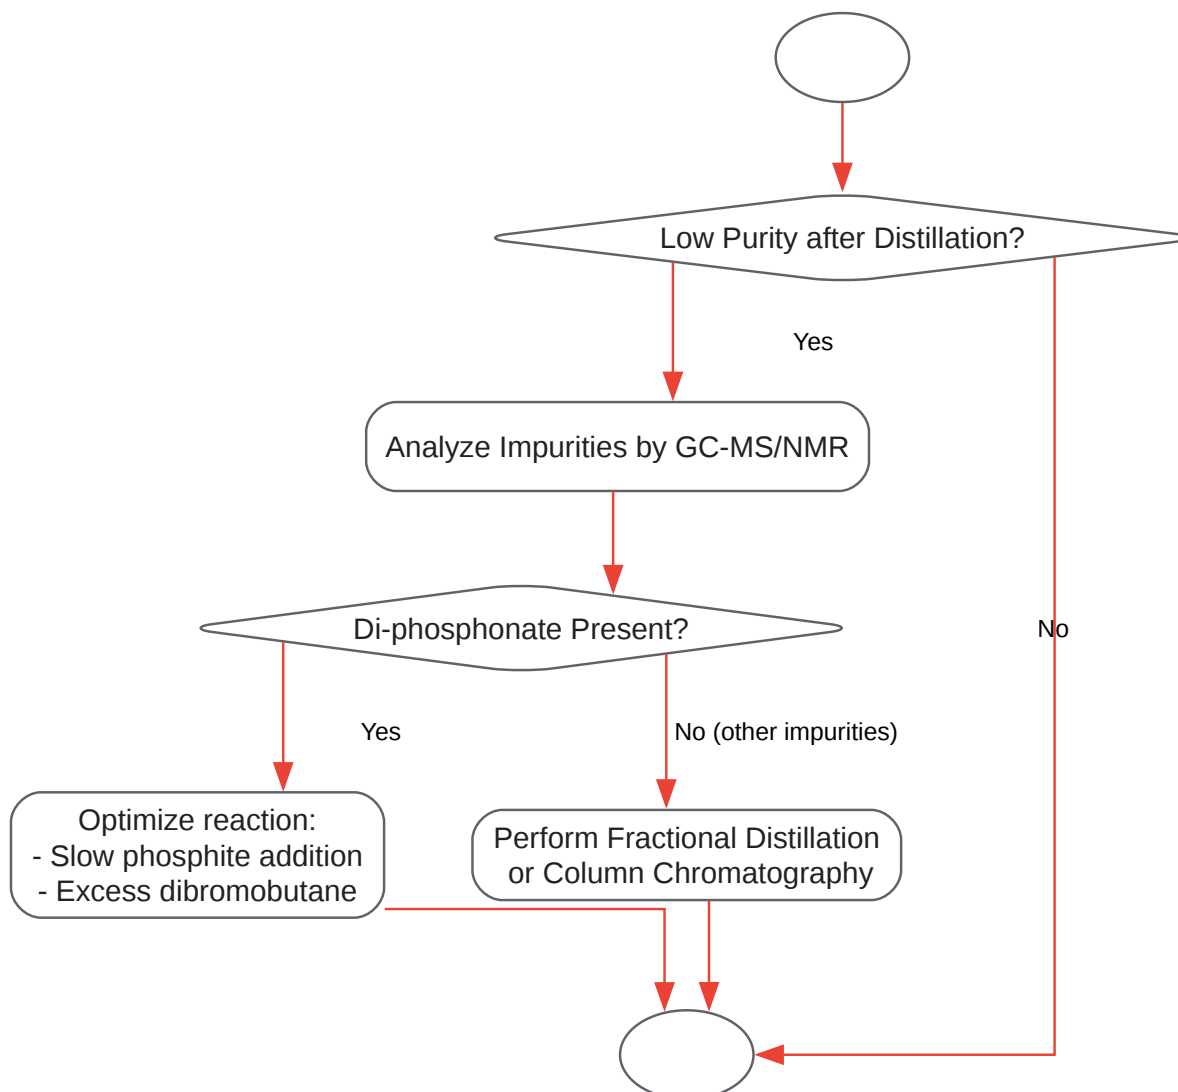 Low Purity after Distillation?
Yes
Analyze Impurities by GC-MS/NMR
Di-phosphonate Present?
No
Yes
No (other impurities)
Optimize reaction:
- Slow phosphite addition
- Excess dibromobutane
Perform Fractional Distillation
or Column Chromatography